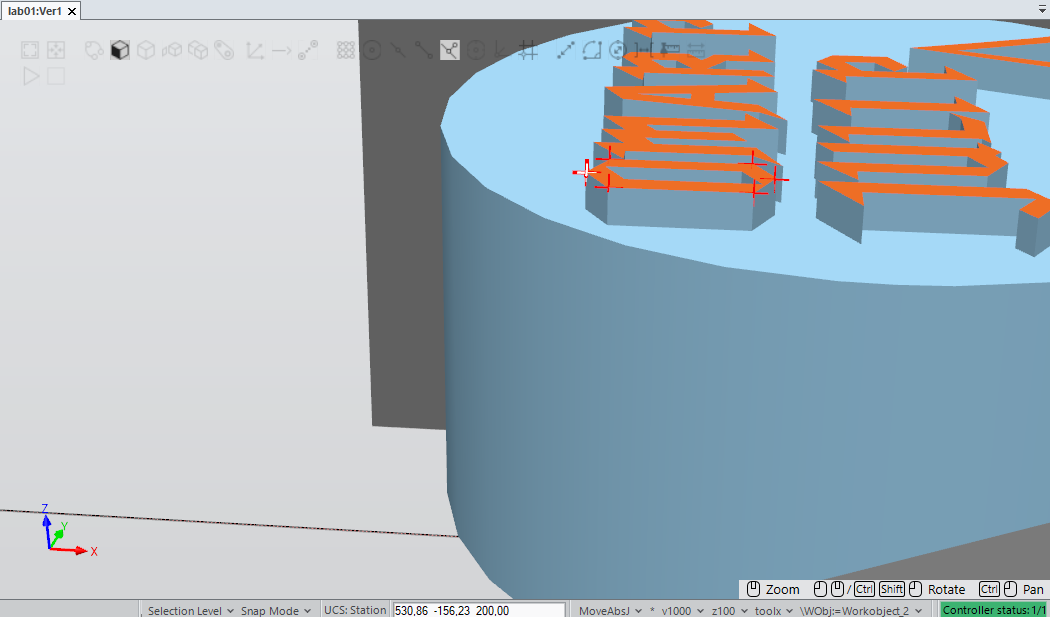 lab01:Ver1
Z
Y
X
Zoom / Ctrl Shift Rotate Ctrl Pan
Selection Level Snap Mode UCS: Station 530,86 -156,23 200,00 MoveAbsJ * v1000 z100 toolx \WObj:=Workobject_2 Controller status: 1/1